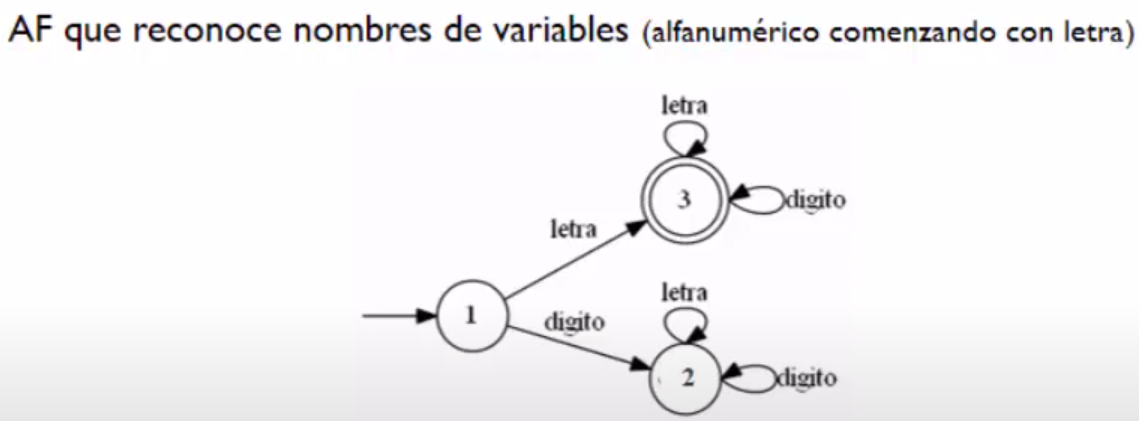 AF que reconoce nombres de variables (alfanumérico comenzando con letra)
letra
3
digito
letra
1
digito
letra
2
digito